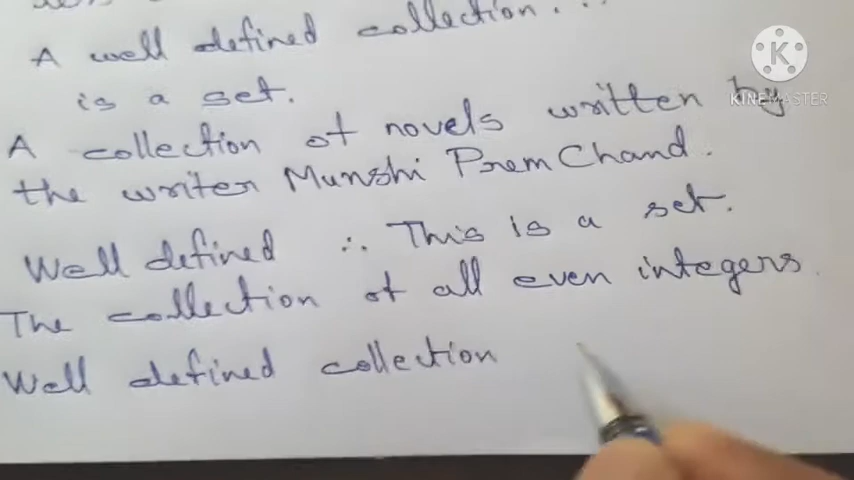 A well defined collection...
is a set.
A collection of novels written by
the writer Munshi Prem Chand.
Well defined ∴ This is a set.
The collection of all even integers.
Well defined collection
KINEMASTER